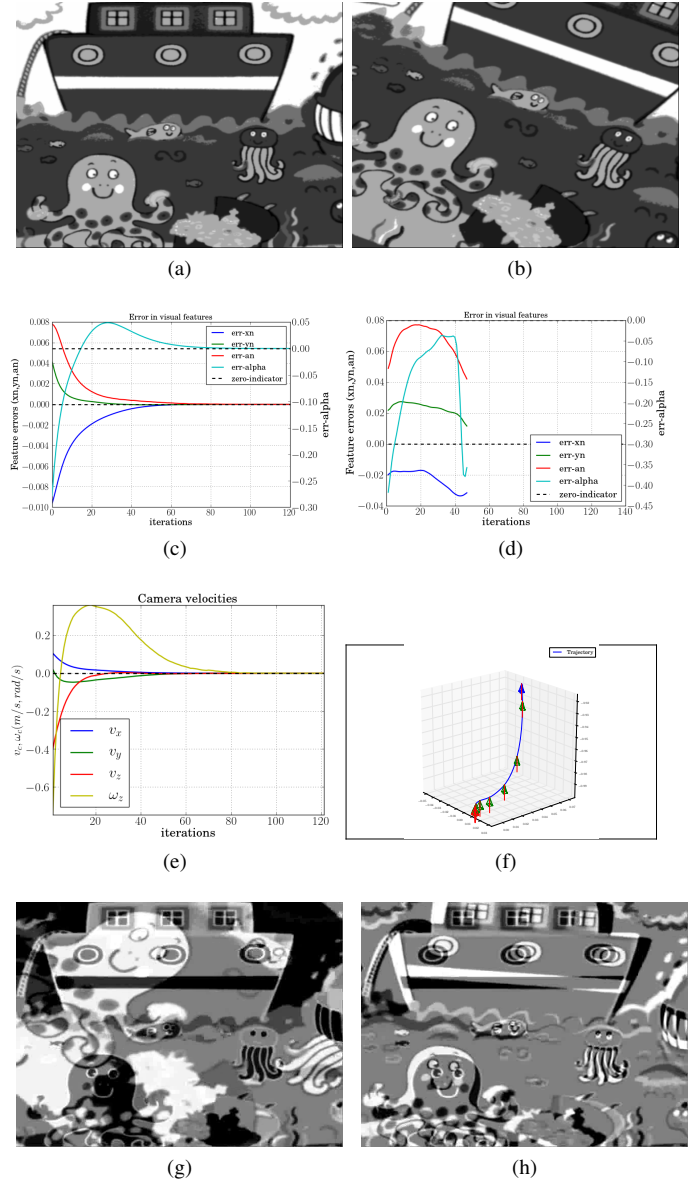 (a)
(b)
Error in visual features
0.008
0.006
0.004
0.002
0.000
−0.002
−0.004
−0.006
−0.008
−0.010
0.05
0.00
−0.05
−0.10
−0.15
−0.20
−0.25
−0.30
0
20
40
60
80
100
120
Feature errors (xn,yn,an)
err-alpha
iterations
err-xn
err-yn
err-an
err-alpha
zero-indicator
(c)
Error in visual features
0.08
0.06
0.04
0.02
0.00
−0.02
−0.04
0.00
−0.05
−0.10
−0.15
−0.20
−0.25
−0.30
−0.35
−0.40
−0.45
0
20
40
60
80
100
120
140
Feature errors (xn,yn,an)
err-alpha
iterations
err-xn
err-yn
err-an
err-alpha
zero-indicator
(d)
Camera velocities
0.2
0.0
−0.2
−0.4
−0.6
20
40
60
80
100
120
v_c, ω_c(m/s, rad/s)
iterations
v_x
v_y
v_z
ω_z
(e)
Trajectory
(f)
(g)
(h)